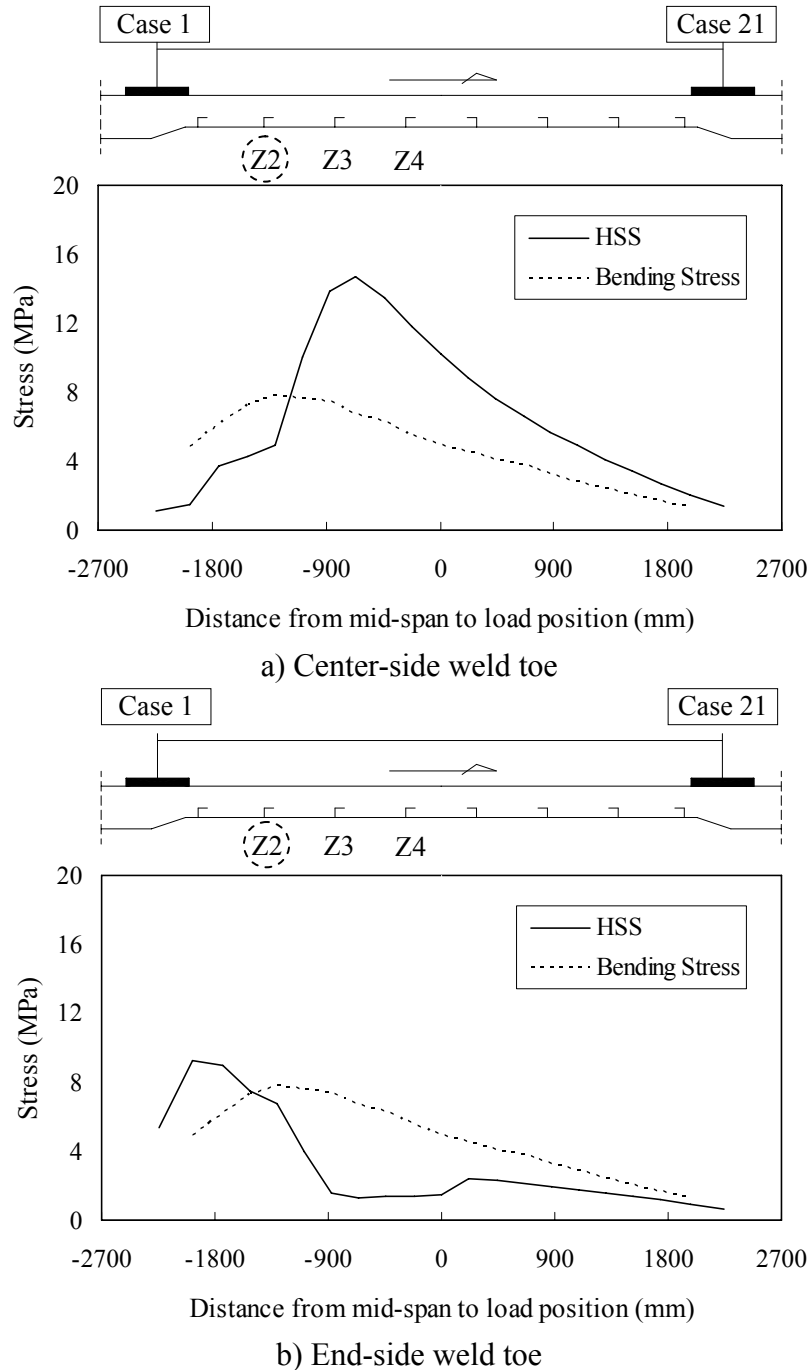 Case 1
Case 21
Z2
Z3
Z4
20
16
12
8
4
0
Stress (MPa)
HSS
Bending Stress
-2700
-1800
-900
0
900
1800
2700
Distance from mid-span to load position (mm)
a) Center-side weld toe
Case 1
Case 21
Z2
Z3
Z4
20
16
12
8
4
0
Stress (MPa)
HSS
Bending Stress
-2700
-1800
-900
0
900
1800
2700
Distance from mid-span to load position (mm)
b) End-side weld toe